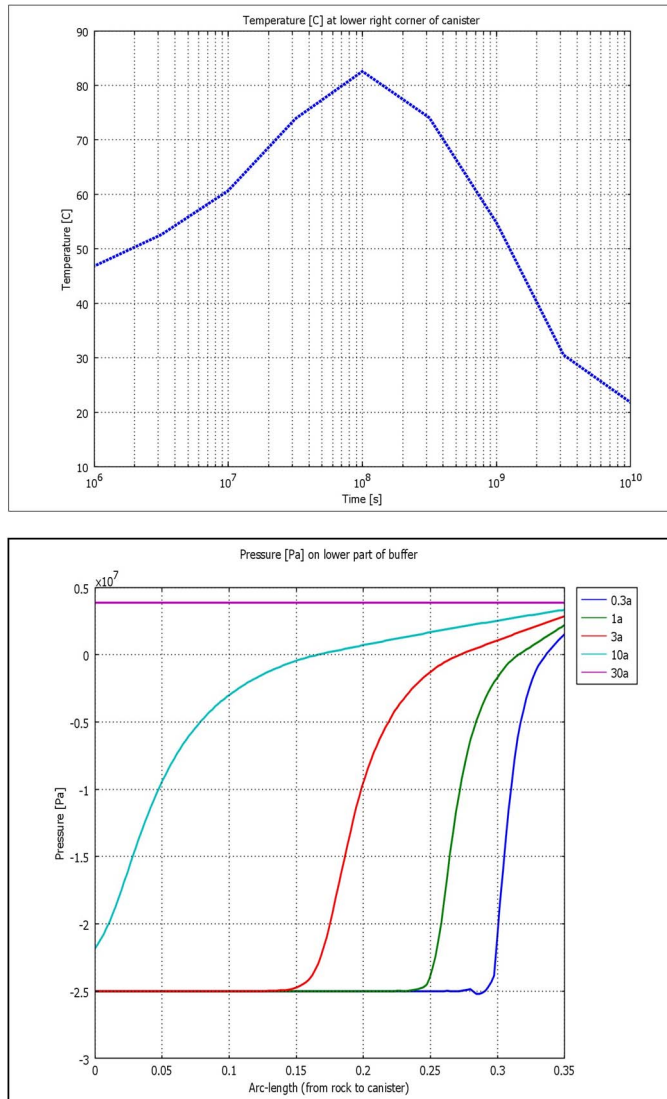 Temperature [C] at lower right corner of canister
90
80
70
60
50
40
30
20
10
Temperature [C]
10^6
10^7
10^8
10^9
10^10
Time [s]
Pressure [Pa] on lower part of buffer
x10^7
0.5
0
-0.5
-1
-1.5
-2
-2.5
-3
Pressure [Pa]
0
0.05
0.1
0.15
0.2
0.25
0.3
0.35
Arc-length (from rock to canister)
0.3a
1a
3a
10a
30a